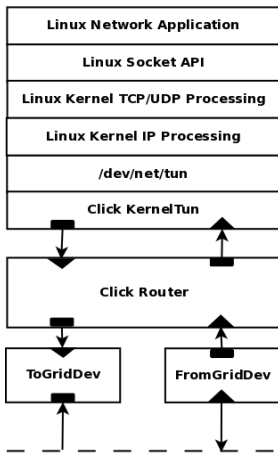 Linux Network Application
Linux Socket API
Linux Kernel TCP/UDP Processing
Linux Kernel IP Processing
/dev/net/tun
Click KernelTun
Click Router
ToGridDev
FromGridDev